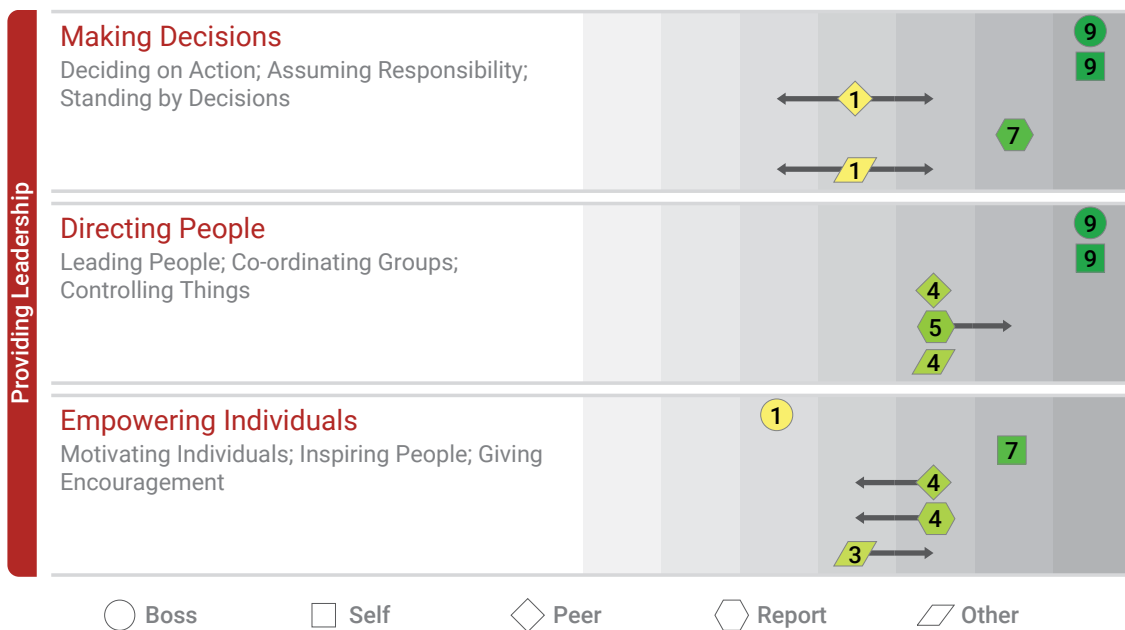 Providing Leadership
Making Decisions
Deciding on Action; Assuming Responsibility;
Standing by Decisions
9
9
1
7
1
Directing People
Leading People; Co-ordinating Groups;
Controlling Things
9
9
4
5
4
Empowering Individuals
Motivating Individuals; Inspiring People; Giving
Encouragement
1
7
4
4
3
Boss Self Peer Report Other